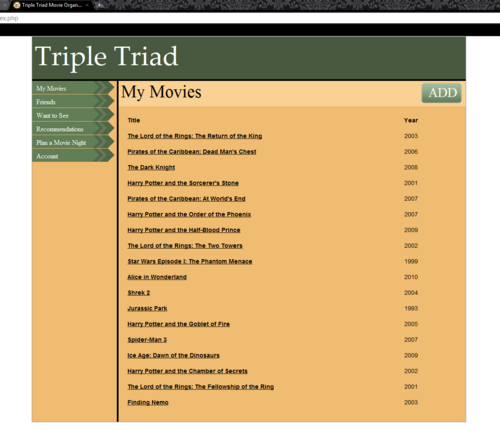 Triple Triad Movie Organ...
ex.php
Triple Triad
My Movies
Friends
Want to See
Recommendations
Plan a Movie Night
Account
My Movies
ADD
Title Year
The Lord of the Rings: The Return of the King 2003
Pirates of the Caribbean: Dead Man's Chest 2006
The Dark Knight 2008
Harry Potter and the Sorcerer's Stone 2001
Pirates of the Caribbean: At World's End 2007
Harry Potter and the Order of the Phoenix 2007
Harry Potter and the Half-Blood Prince 2009
The Lord of the Rings: The Two Towers 2002
Star Wars Episode I: The Phantom Menace 1999
Alice in Wonderland 2010
Shrek 2 2004
Jurassic Park 1993
Harry Potter and the Goblet of Fire 2005
Spider-Man 3 2007
Ice Age: Dawn of the Dinosaurs 2009
Harry Potter and the Chamber of Secrets 2002
The Lord of the Rings: The Fellowship of the Ring 2001
Finding Nemo 2003